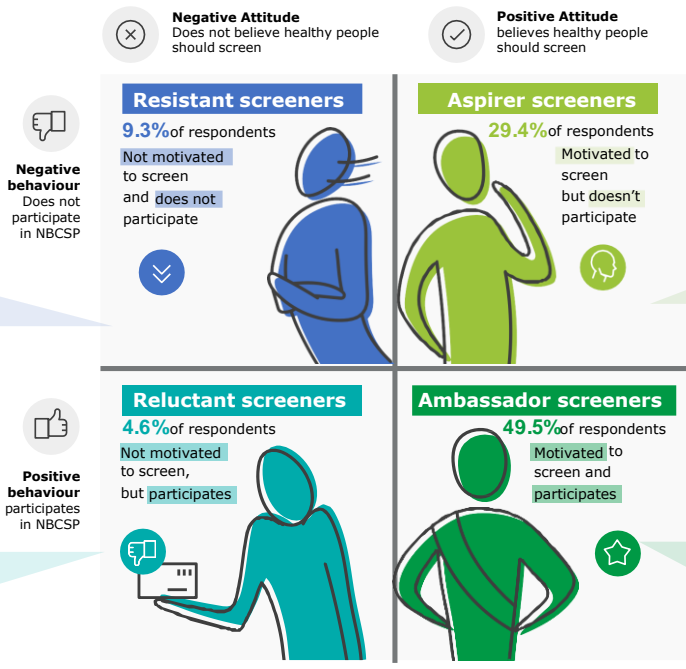 Negative Attitude
Does not believe healthy people
should screen
Positive Attitude
believes healthy people
should screen
Negative
behaviour
Does not
participate
in NBCSP
Resistant screeners
9.3%of respondents
Not motivated
to screen
and does not
participate
Aspirer screeners
29.4%of respondents
Motivated to
screen
but doesn't
participate
Positive
behaviour
participates
in NBCSP
Reluctant screeners
4.6%of respondents
Not motivated
to screen,
but participates
Ambassador screeners
49.5%of respondents
Motivated to
screen and
participates